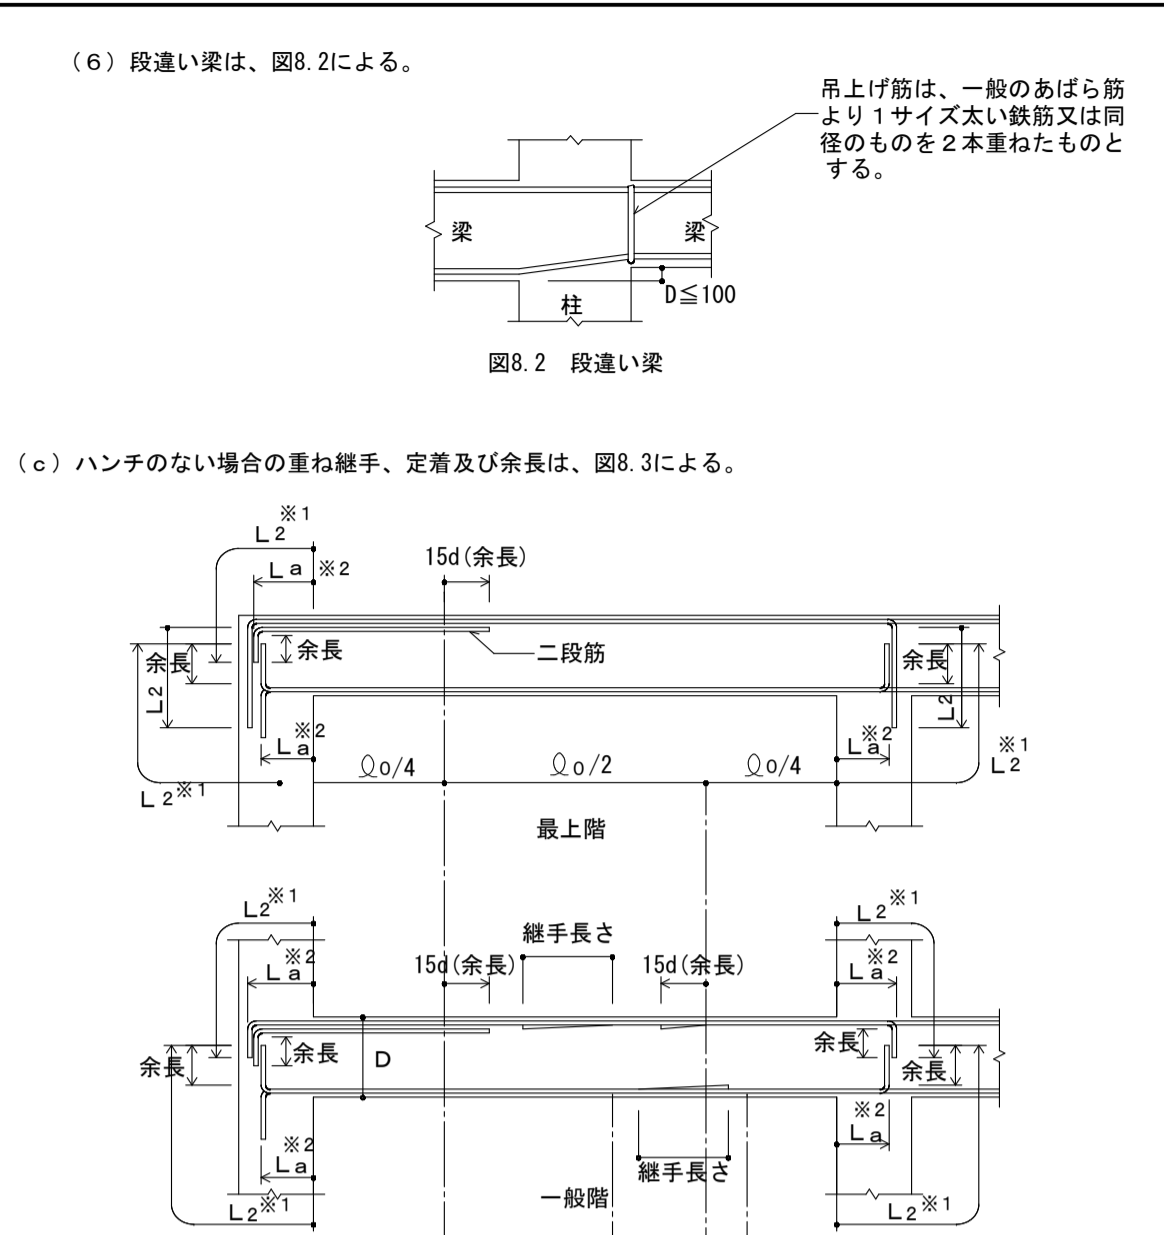 （6）段違い梁は、図8.2による。
吊上げ筋は、一般のあばら筋
より１サイズ太い鉄筋又は同
径のものを２本重ねたものと
する。
梁
梁
D≦100
柱
図8.2　段違い梁
（ｃ）ハンチのない場合の重ね継手、定着及び余長は、図8.3による。
L2※1
La※2
15d(余長)
余長
余長
二段筋
余長
L2
L2
La※2
La※2
L2※1
ℓo/4
ℓo/2
ℓo/4
L2※1
最上階
L2※1
L2※1
継手長さ
La※2
15d(余長)
15d(余長)
La※2
余長
余長
D
余長
余長
La※2
La※2
継手長さ
一般階
L2※1
L2※1